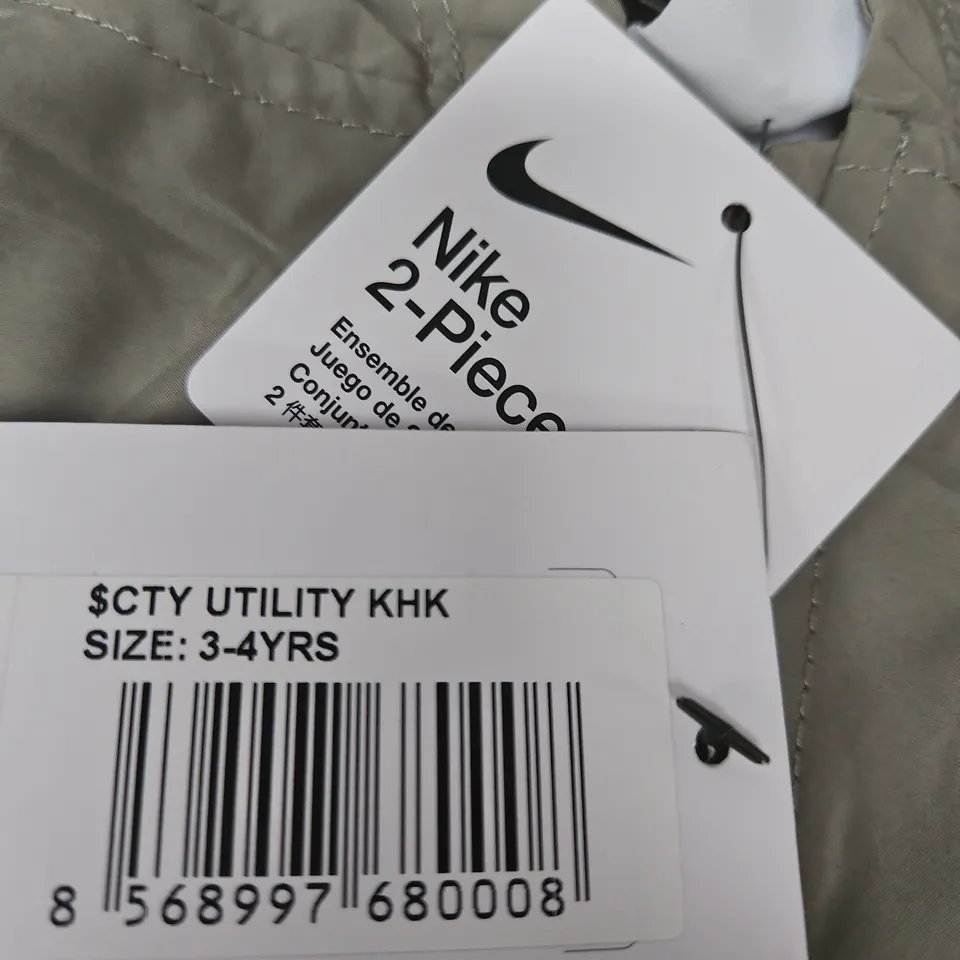 Nike
2-Piece
Ensemble de
Juego de
Conjunt
2 件套
$CTY UTILITY KHK
SIZE: 3-4YRS
8 568997 680008